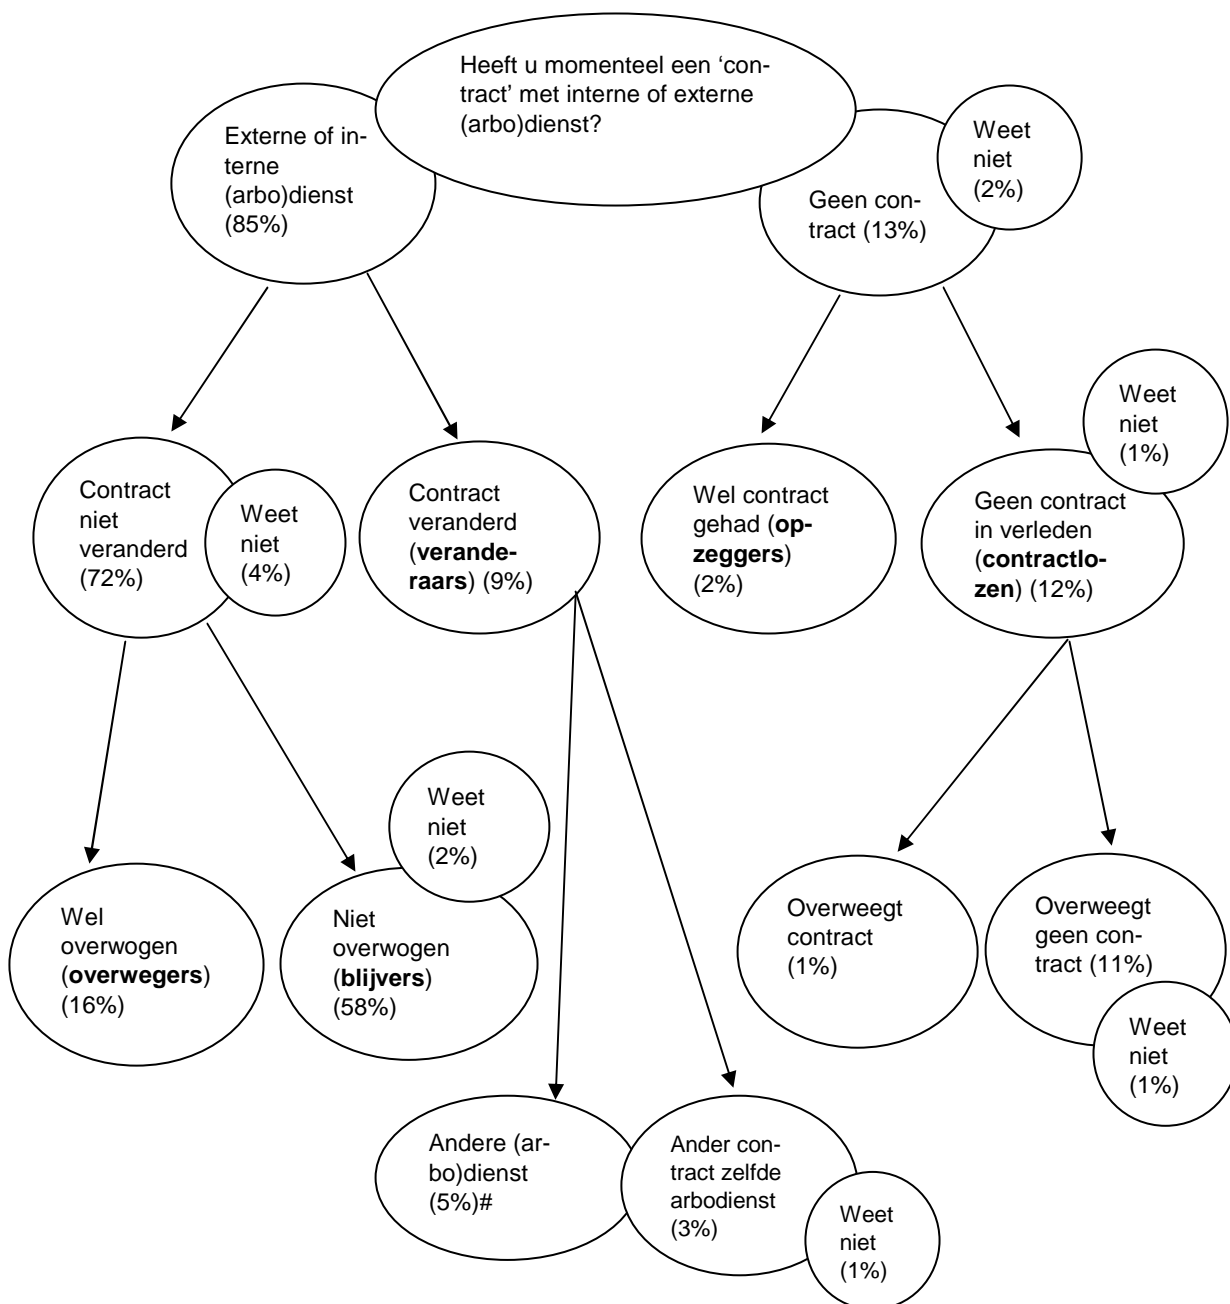 Heeft u momenteel een ‘con-
tract’ met interne of externe
(arbo)dienst?
Externe of in-
terne
(arbo)dienst
(85%)
Geen con-
tract (13%)
Weet
niet
(2%)
Contract
niet
veranderd
(72%)
Weet
niet
(4%)
Contract
veranderd
(verande-
raars) (9%)
Wel contract
gehad (op-
zeggers)
(2%)
Geen contract
in verleden
(contractlo-
zen) (12%)
Weet
niet
(1%)
Wel
overwogen
(overwegers)
(16%)
Niet
overwogen
(blijvers)
(58%)
Weet
niet
(2%)
Overweegt
contract
(1%)
Overweegt
geen con-
tract (11%)
Weet
niet
(1%)
Andere (ar-
bo)dienst
(5%)#
Ander con-
tract zelfde
arbodienst
(3%)
Weet
niet
(1%)